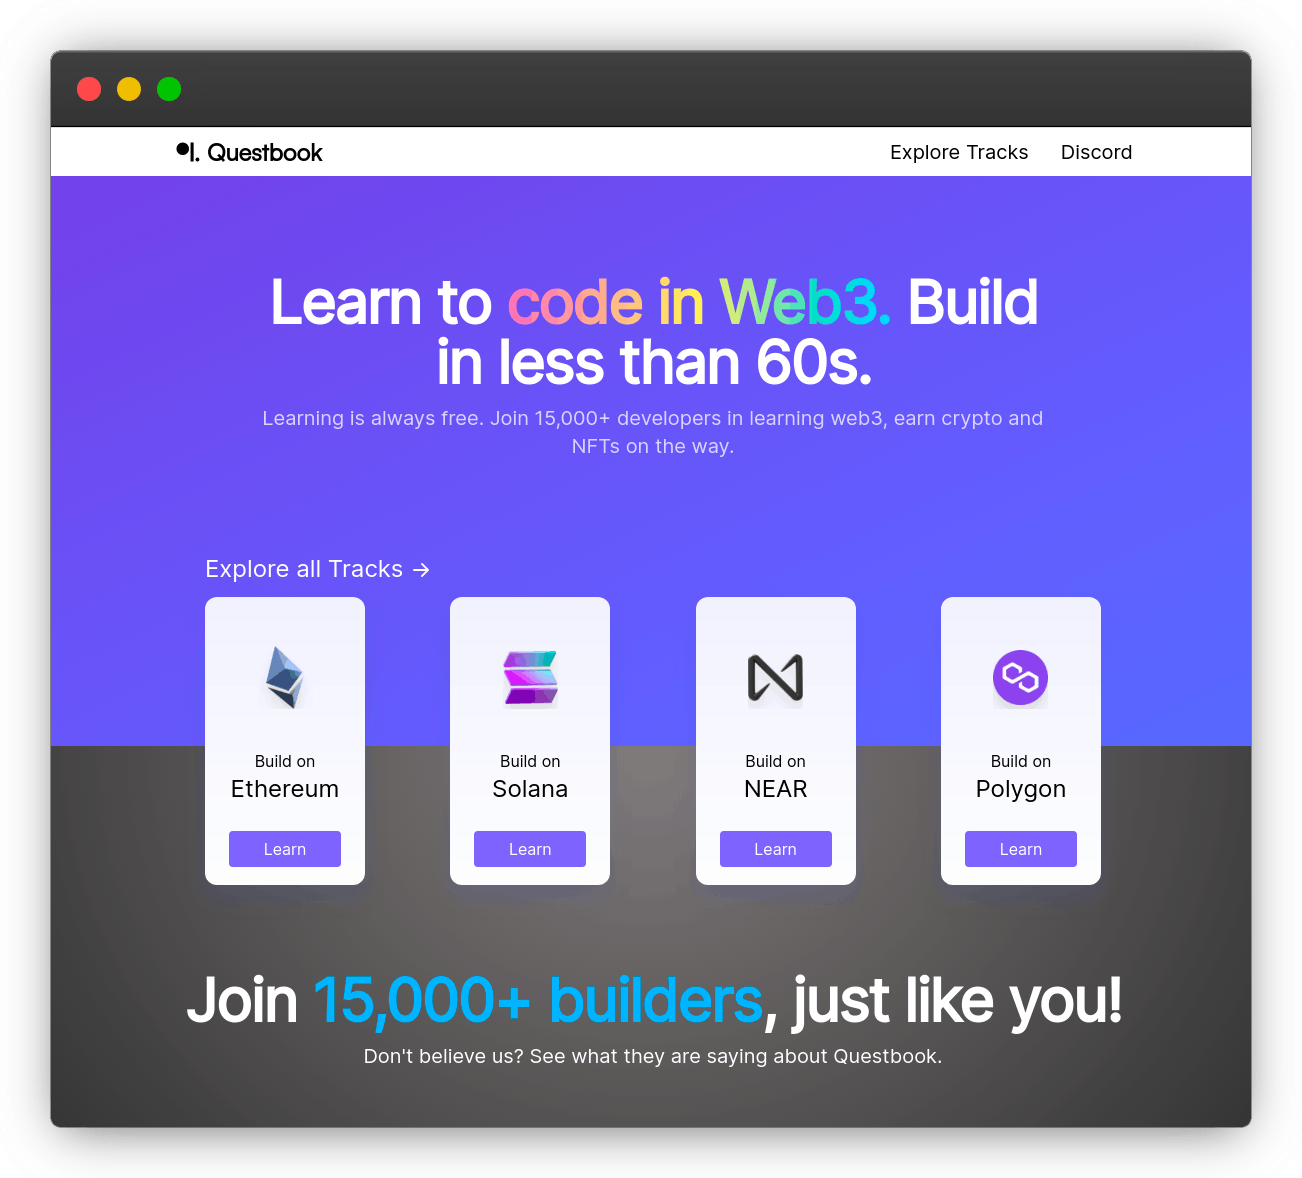 Questbook
Explore Tracks
Discord
Learn to code in Web3. Build
in less than 60s.
Learning is always free. Join 15,000+ developers in learning web3, earn crypto and
NFTs on the way.
Explore all Tracks →
Build on
Ethereum
Learn
Build on
Solana
Learn
Build on
NEAR
Learn
Build on
Polygon
Learn
Join 15,000+ builders, just like you!
Don't believe us? See what they are saying about Questbook.